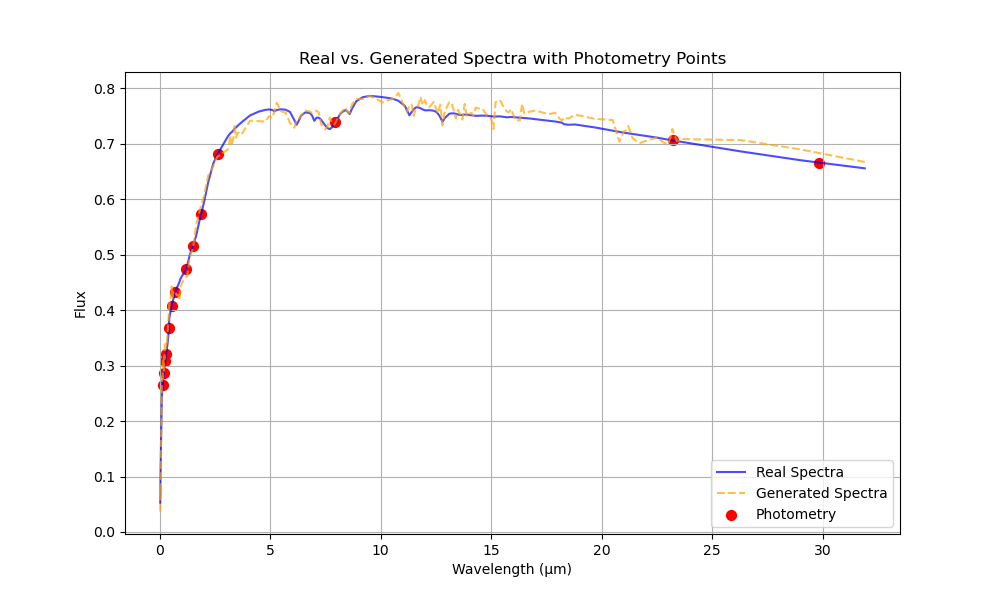 Real vs. Generated Spectra with Photometry Points
Flux
0.8
0.7
0.6
0.5
0.4
0.3
0.2
0.1
0.0
0 5 10 15 20 25 30
Wavelength (μm)
Real Spectra
Generated Spectra
Photometry